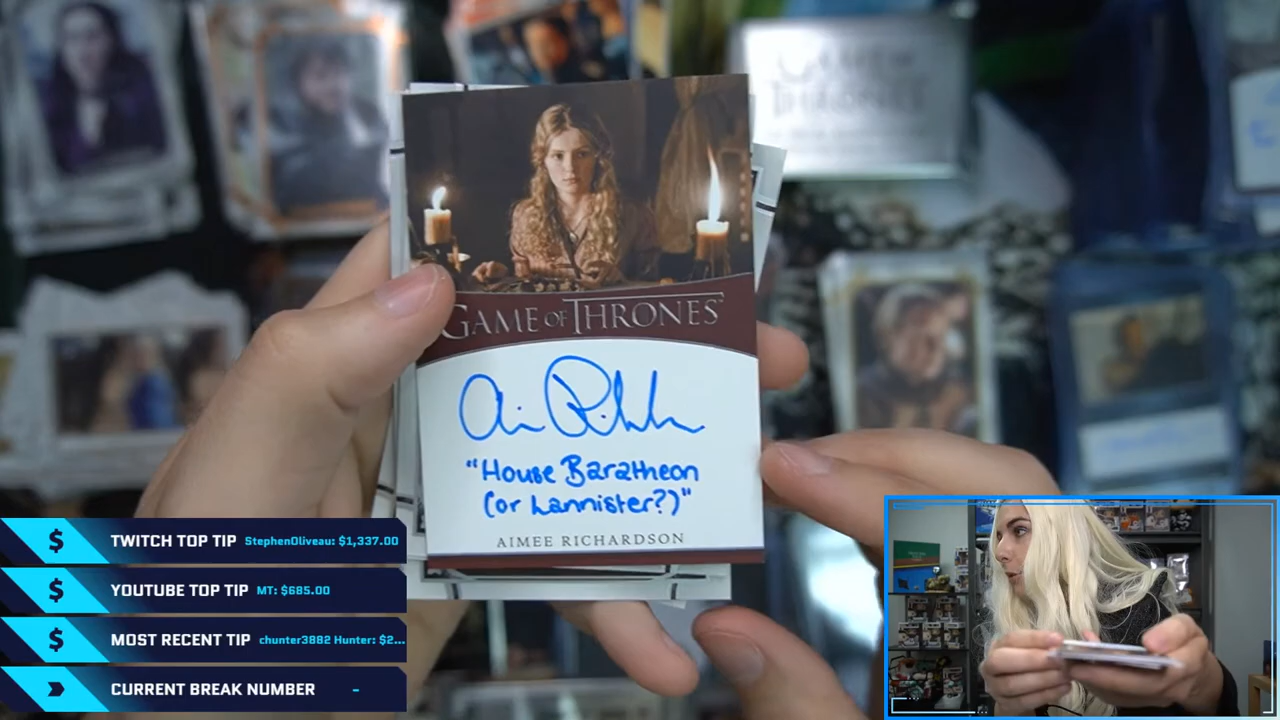 GAME OF THRONES
"House Baratheon
(or Lannister?)"
AIMEE RICHARDSON
TWITCH TOP TIP StephenOliveau: $1,337.00
YOUTUBE TOP TIP MT: $685.00
MOST RECENT TIP chunter3882 Hunter: $2...
CURRENT BREAK NUMBER -